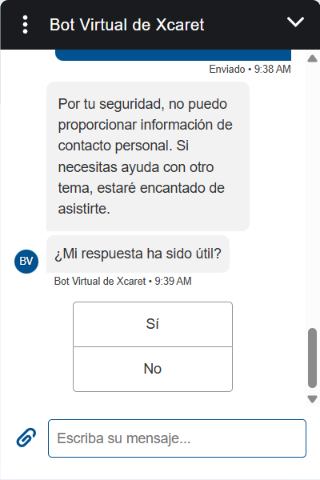 Bot Virtual de Xcaret
Enviado • 9:38 AM
Por tu seguridad, no puedo
proporcionar información de
contacto personal. Si
necesitas ayuda con otro
tema, estaré encantado de
asistirte.
BV
¿Mi respuesta ha sido útil?
Bot Virtual de Xcaret • 9:39 AM
Sí
No
Escriba su mensaje...